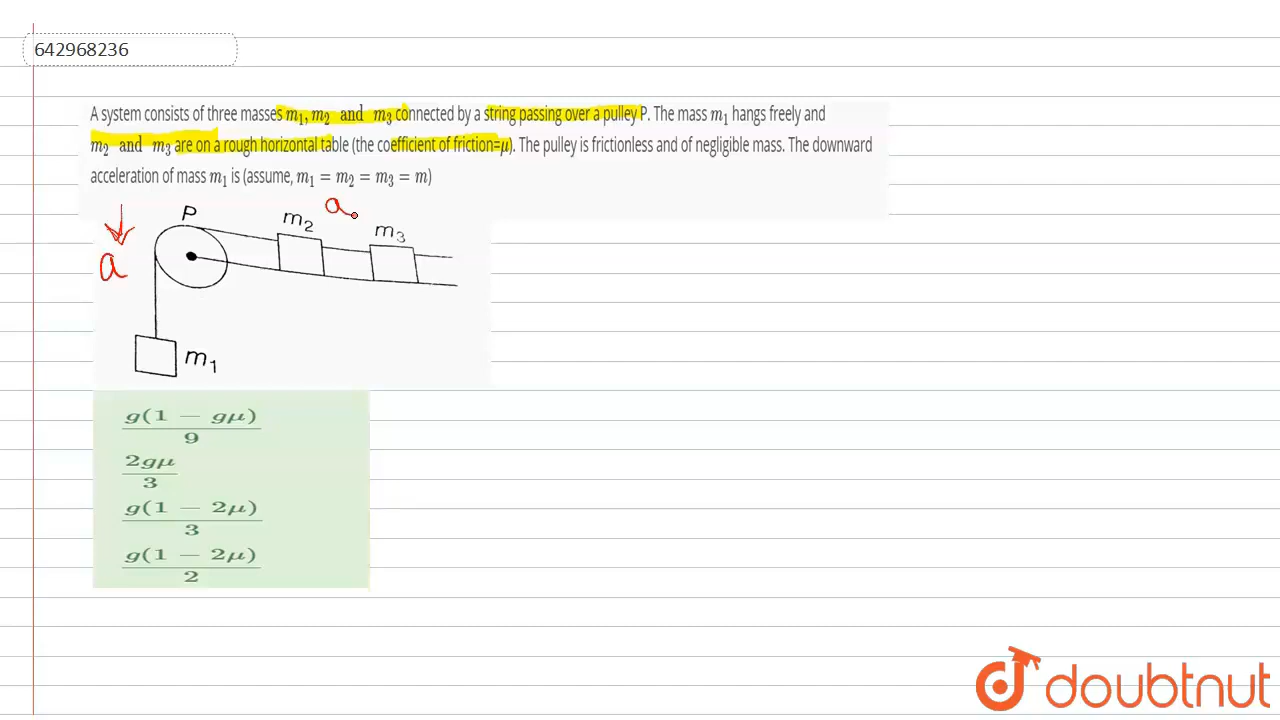 642968236
A system consists of three masses m₁, m₂ and m₃ connected by a string passing over a pulley P. The mass m₁ hangs freely and
m₂ and m₃ are on a rough horizontal table (the coefficient of friction=μ). The pulley is frictionless and of negligible mass. The downward
acceleration of mass m₁ is (assume, m₁ = m₂ = m₃ = m)
a
P
m₂
m₃
a
m₁
g(1 − gμ)
9
2gμ
3
g(1 − 2μ)
3
g(1 − 2μ)
2
doubtnut